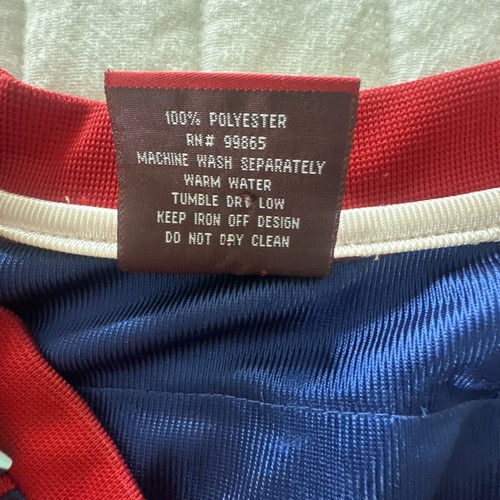 100% POLYESTER
RN# 99865
MACHINE WASH SEPARATELY
WARM WATER
TUMBLE DRY LOW
KEEP IRON OFF DESIGN
DO NOT DRY CLEAN